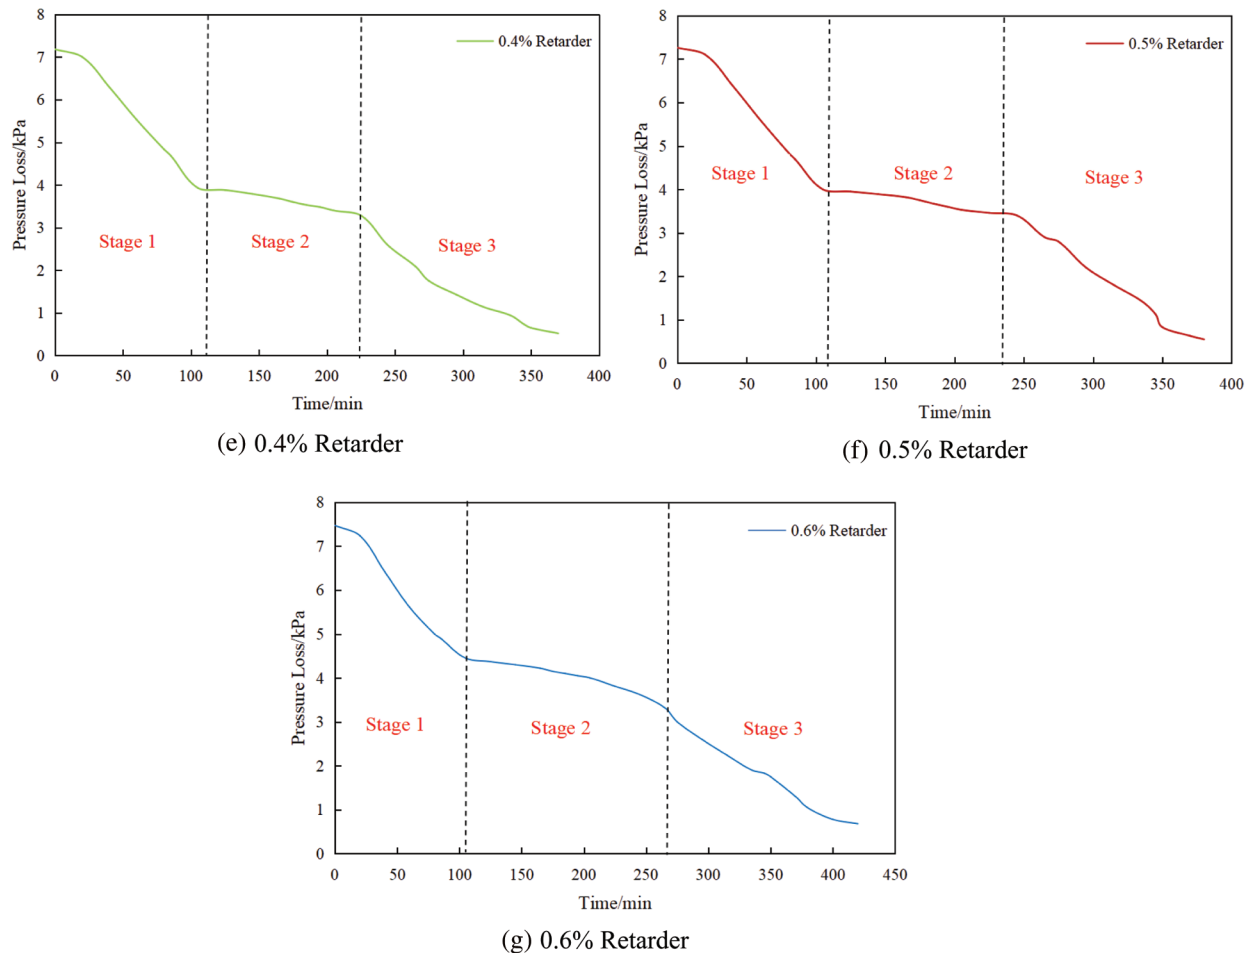 8
7
6
5
4
3
2
1
0
Pressure Loss/kPa
0.4% Retarder
Stage 1
Stage 2
Stage 3
0 50 100 150 200 250 300 350 400
Time/min
(e) 0.4% Retarder
8
7
6
5
4
3
2
1
0
Pressure Loss/kPa
0.5% Retarder
Stage 1
Stage 2
Stage 3
0 50 100 150 200 250 300 350 400
Time/min
(f) 0.5% Retarder
8
7
6
5
4
3
2
1
0
Pressure Loss/kPa
0.6% Retarder
Stage 1
Stage 2
Stage 3
0 50 100 150 200 250 300 350 400 450
Time/min
(g) 0.6% Retarder